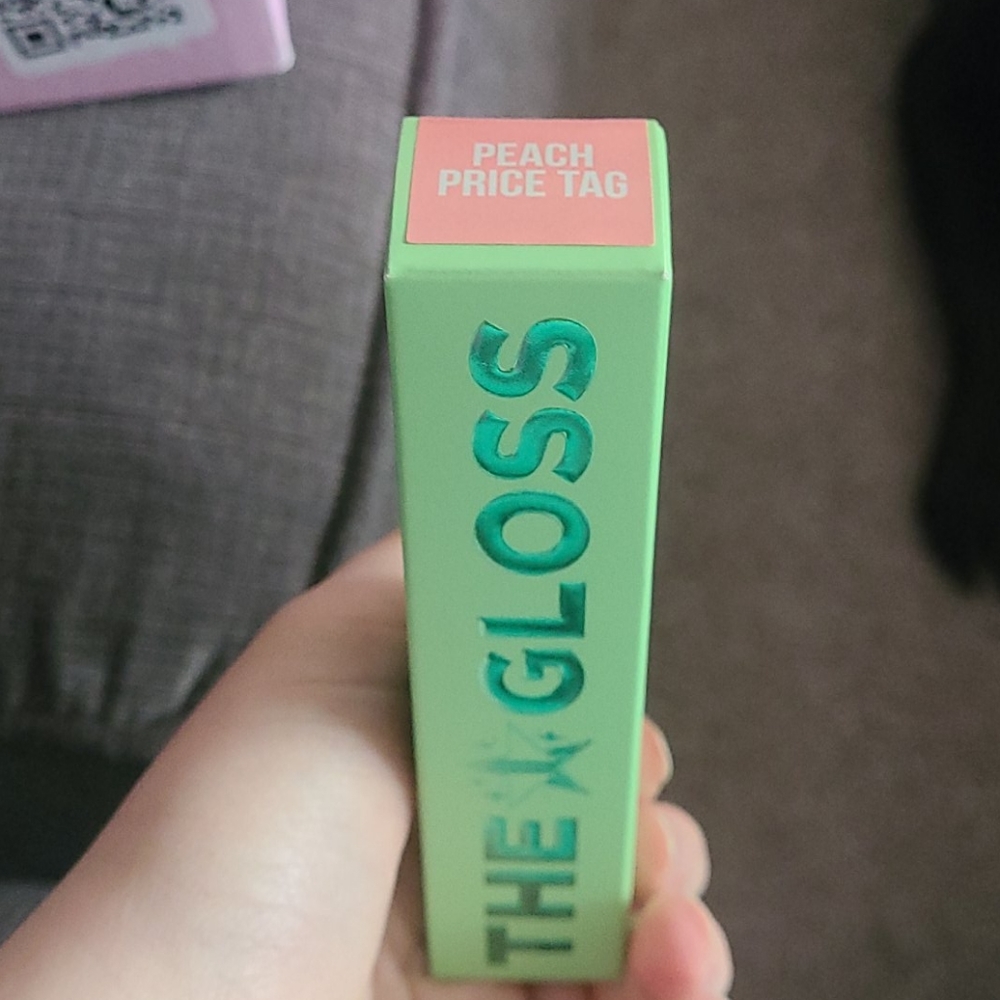 PEACH
PRICE TAG
THE GLOSS